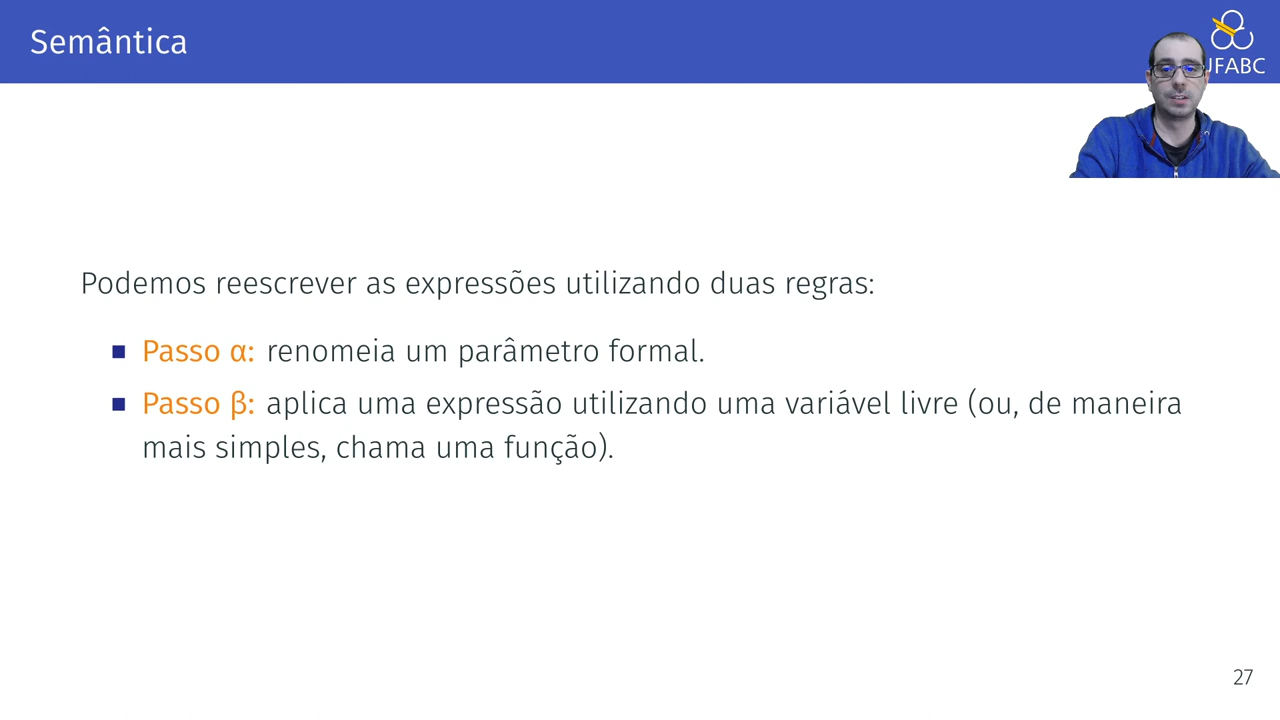 Semântica
UFABC
Podemos reescrever as expressões utilizando duas regras:
Passo α: renomeia um parâmetro formal.
Passo β: aplica uma expressão utilizando uma variável livre (ou, de maneira
mais simples, chama uma função).
27